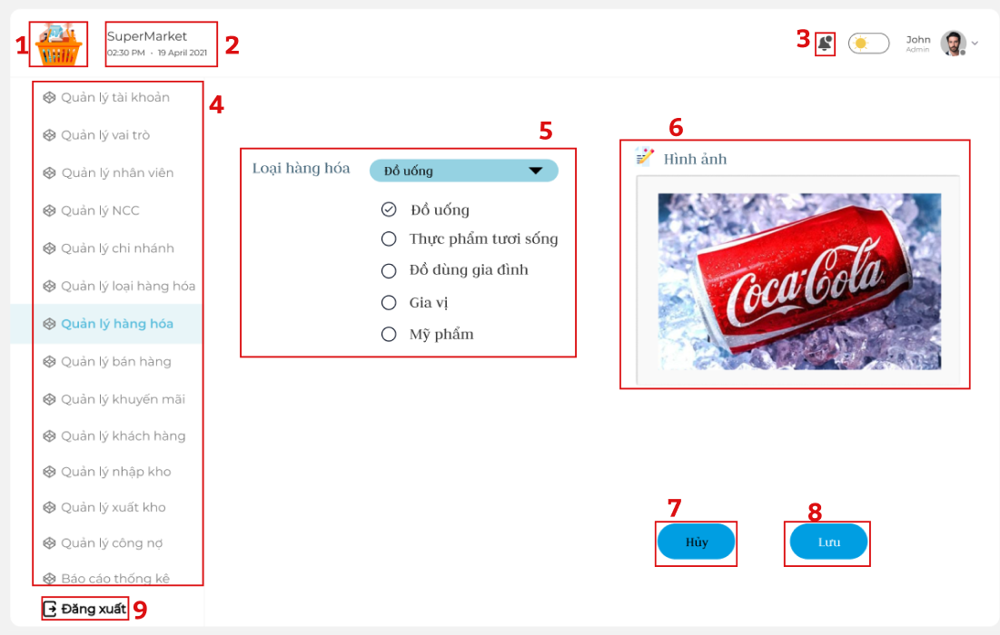 1
SuperMarket
02:30 PM - 19 April 2021
2
3
John
Admin
Quản lý tài khoản
4
Quản lý vai trò
Quản lý nhân viên
Quản lý NCC
Quản lý chi nhánh
Quản lý loại hàng hóa
Quản lý hàng hóa
Quản lý bán hàng
Quản lý khuyến mãi
Quản lý khách hàng
Quản lý nhập kho
Quản lý xuất kho
Quản lý công nợ
Báo cáo thống kê
Đăng xuất
9
5
Loại hàng hóa
Đồ uống
Đồ uống
Thực phẩm tươi sống
Đồ dùng gia đình
Gia vị
Mỹ phẩm
6
Hình ảnh
Coca-Cola
7
Hủy
8
Lưu